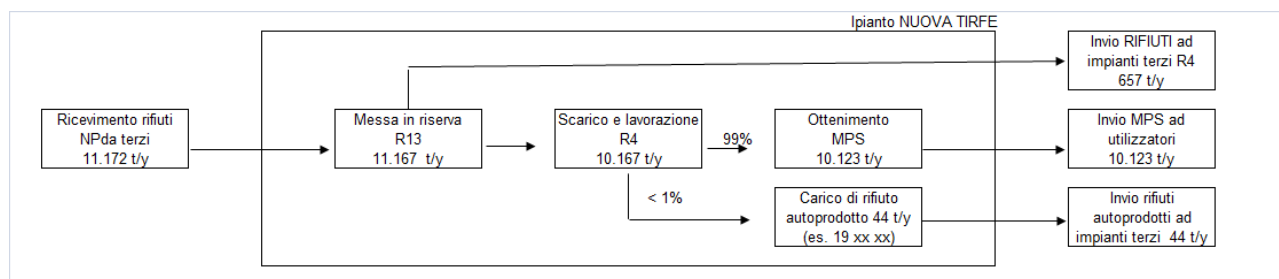 Ipianto NUOVA TIRFE
Invio RIFIUTI ad
impianti terzi R4
657 t/y
Ricevimento rifiuti
NPda terzi
11.172 t/y
Messa in riserva
R13
11.167 t/y
Scarico e lavorazione
R4
10.167 t/y
99%
Ottenimento
MPS
10.123 t/y
Invio MPS ad
utilizzatori
10.123 t/y
< 1%
Carico di rifiuto
autoprodotto 44 t/y
(es. 19 xx xx)
Invio rifiuti
autoprodotti ad
impianti terzi 44 t/y